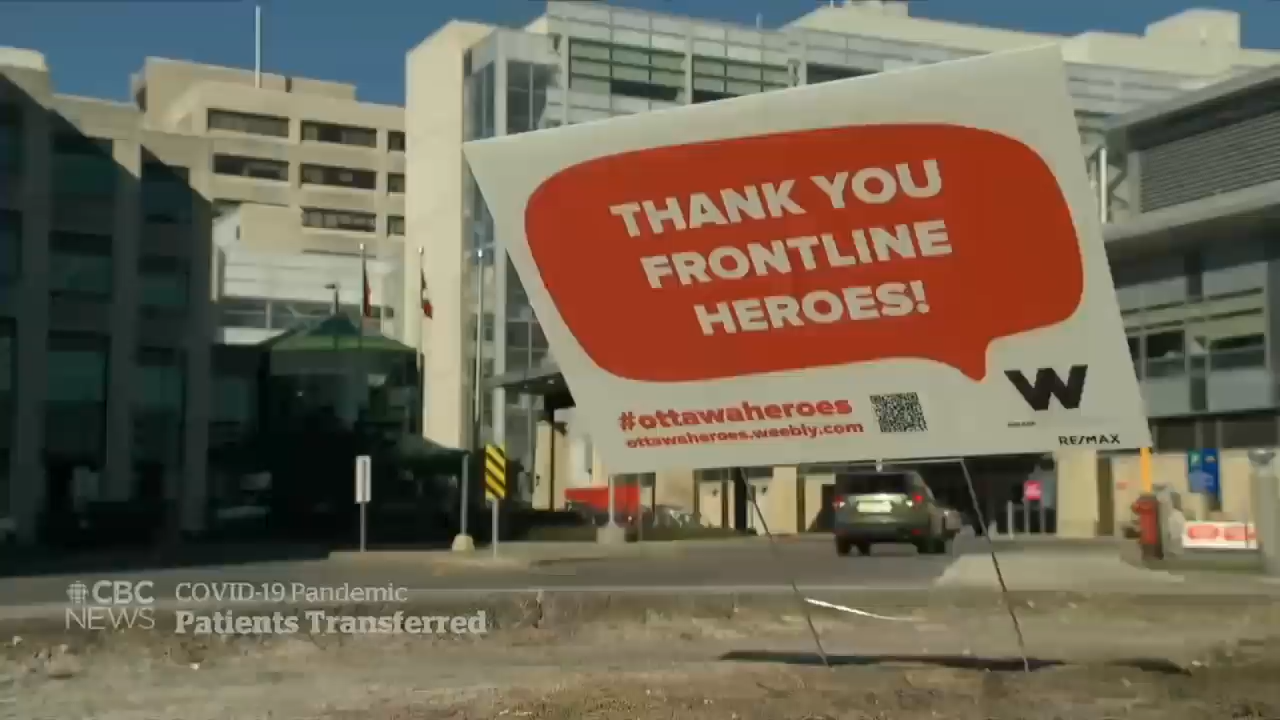 THANK YOU
FRONTLINE
HEROES!
#ottawaheroes
ottawaheroes.weebly.com
W
RE/MAX
CBC
NEWS
COVID-19 Pandemic
Patients Transferred